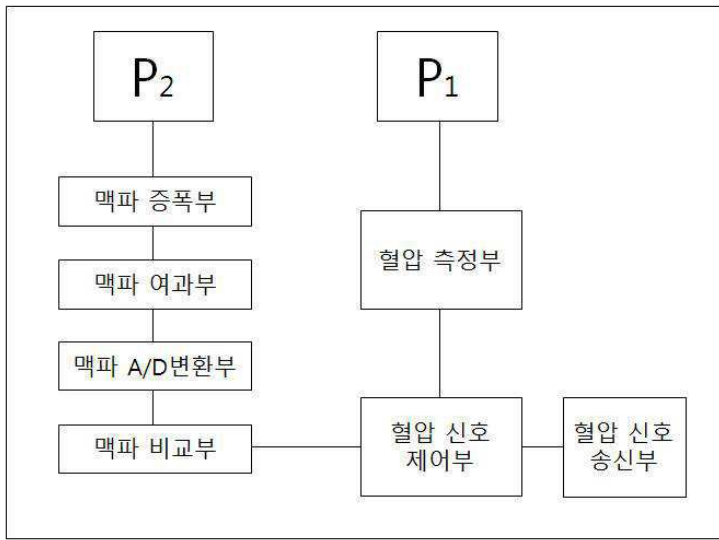 P2
P1
맥파 증폭부
맥파 여과부
맥파 A/D변환부
맥파 비교부
혈압 측정부
혈압 신호
제어부
혈압 신호
송신부